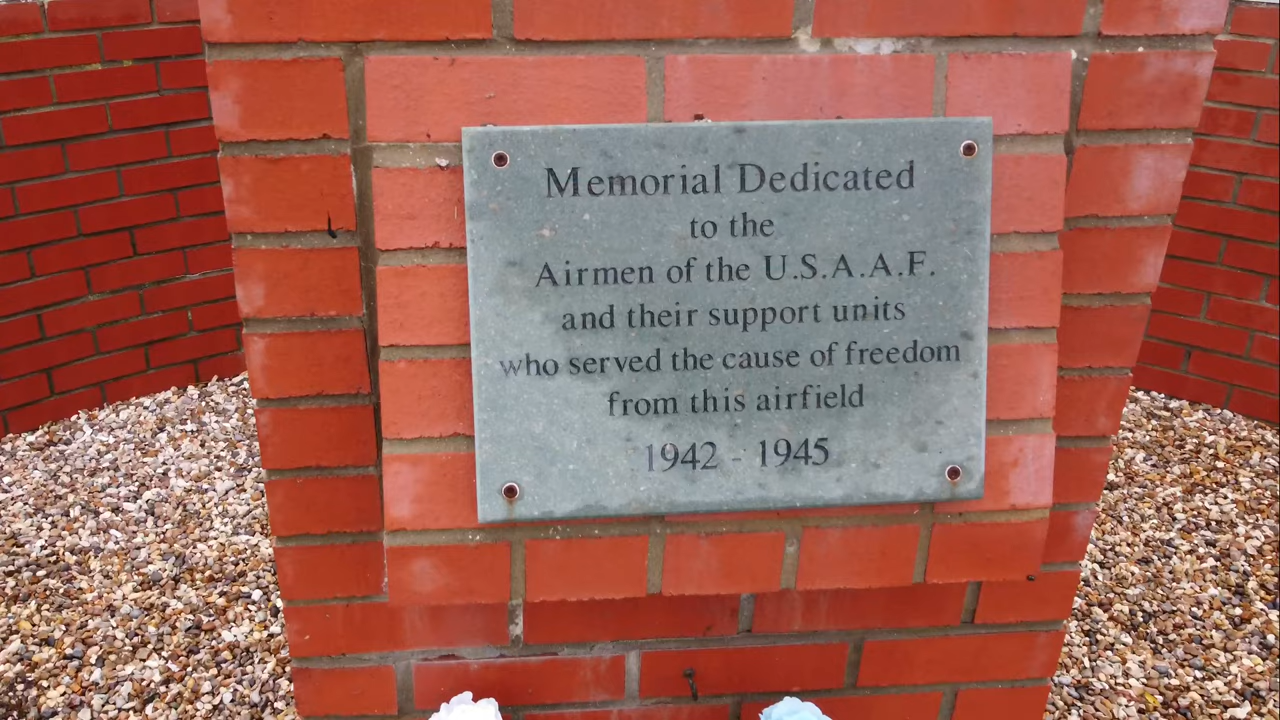 Memorial Dedicated
to the
Airmen of the U.S.A.A.F.
and their support units
who served the cause of freedom
from this airfield
1942 - 1945